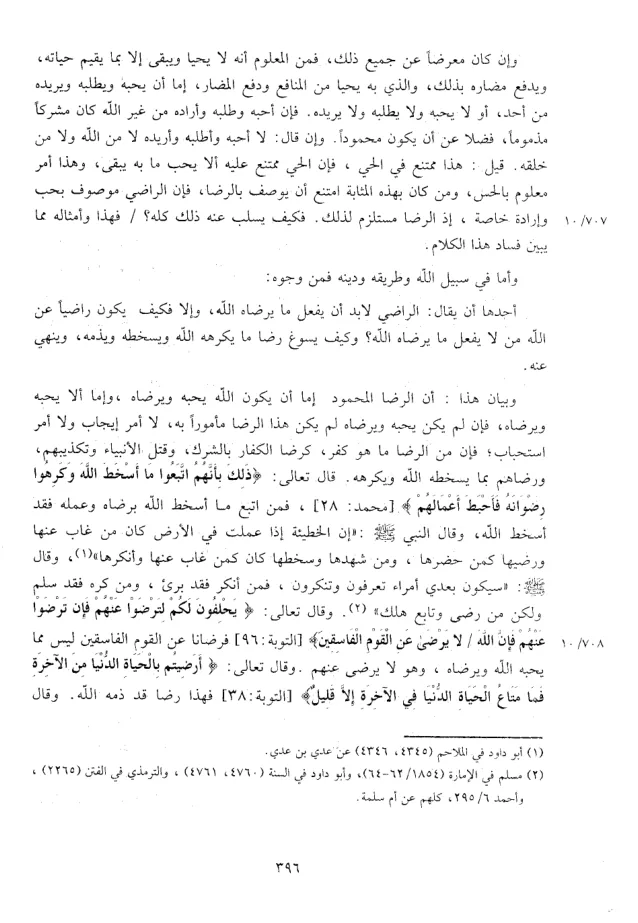 وإن كان معرضاً عن جميع ذلك، فمن المعلوم أنه لا يحيا ويبقى إلا بما يقيم حياته،
ويدفع مضاره بذلك، والذي به يحيا من المنافع ودفع المضار، إما أن يحبه ويطلبه ويريده
من أحد، أو لا يحبه ولا يطلبه ولا يريده. فإن أحبه وطلبه وأراده من غير الله كان مشركاً
مذموماً، فضلا عن أن يكون محموداً. وإن قال: لا أحبه وأطلبه وأريده لا من الله ولا من
خلقه. قيل : هذا ممتنع في الحي ، فإن الحي ممتنع عليه ألا يحب ما به يبقى، وهذا أمر
معلوم بالحس، ومن كان بهذه المثابة امتنع أن يوصف بالرضا، فإن الراضي موصوف بحب
وإرادة خاصة ، إذ الرضا مستلزم لذلك. فكيف يسلب عنه ذلك كله؟ / فهذا وأمثاله مما ١٠/٧٠٧
يبين فساد هذا الكلام.
وأما في سبيل الله وطريقه ودينه فمن وجوه:
أحدها أن يقال: الراضي لابد أن يفعل ما يرضاه الله، وإلا فكيف يكون راضياً عن
الله من لا يفعل ما يرضاه الله؟ وكيف يسوغ رضا ما يكرهه الله ويسخطه ويذمه، وينهي
عنه.
وبيان هذا : أن الرضا المحمود إما أن يكون الله يحبه ويرضاه ،وإما ألا يحبه
ويرضاه، فإن لم يكن يحبه ويرضاه لم يكن هذا الرضا مأموراً به، لا أمر إيجاب ولا أمر
استحباب؛ فإن من الرضا ما هو كفر، كرضا الكفار بالشرك، وقتل الأنبياء وتكذيبهم،
ورضاهم بما يسخطه الله ويكرهه. قال تعالى: ﴿ذَلِكَ بِأَنَّهُمُ اتَّبَعُوا مَا أَسْخَطَ اللَّهَ وَكَرِهُوا
رِضْوَانَهُ فَأَحْبَطَ أَعْمَالَهُمْ ﴾ [محمد: ٢٨] ، فمن اتبع ما أسخط الله برضاه وعمله فقد
أسخط الله، وقال النبي ﷺ :«إن الخطيئة إذا عملت في الأرض كان من غاب عنها
ورضيها كمن حضرها ، ومن شهدها وسخطها كان كمن غاب عنها وأنكرها»(١)، وقال
ﷺ: «سيكون بعدي أمراء تعرفون وتنكرون ، فمن أنكر فقد برئ ، ومن كره فقد سلم
ولكن من رضى وتابع هلك» (٢). وقال تعالى: ﴿ يَحْلِفُونَ لَكُمْ لِتَرْضَوْا عَنْهُمْ فَإِن تَرْضَوْا
عَنْهُمْ فَإِنَّ اللَّهَ / لا يَرْضَىٰ عَنِ الْقَوْمِ الْفَاسِقِينَ﴾ [التوبة:٩٦] فرضانا عن القوم الفاسقين ليس مما ١٠/٧٠٨
يحبه الله ويرضاه ، وهو لا يرضى عنهم .وقال تعالى: ﴿ أَرَضِيتُم بِالْحَيَاةِ الدُّنْيَا مِنَ الآخِرَةِ
فَمَا مَتَاعُ الْحَيَاةِ الدُّنْيَا فِي الآخِرَةِ إِلاَّ قَلِيلٌ﴾ [التوبة:٣٨] فهذا رضا قد ذمه الله. وقال
(١) أبو داود في الملاحم (٤٣٤٥، ٤٣٤٦) عن عدي بن عدي.
(٢) مسلم في الإمارة (٦٢/١٨٥٤-٦٤)، وأبو داود في السنة (٤٧٦٠، ٤٧٦١) ، والترمذي في الفتن (٢٢٦٥) ،
وأحمد ٦/ ٢٩٥، كلهم عن أم سلمة.
٣٩٦